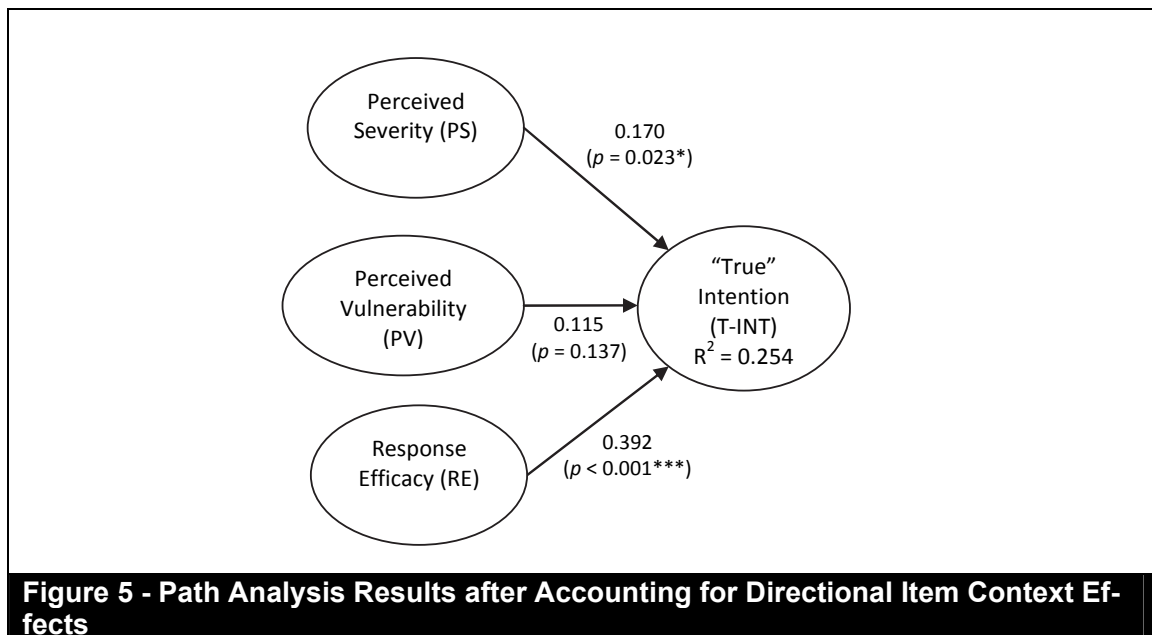 Perceived
Severity (PS)
0.170
(p = 0.023*)
Perceived
Vulnerability
(PV)
0.115
(p = 0.137)
“True”
Intention
(T-INT)
R² = 0.254
Response
Efficacy (RE)
0.392
(p < 0.001***)
Figure 5 - Path Analysis Results after Accounting for Directional Item Context Ef-
fects